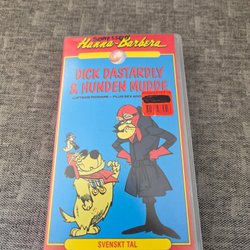 Hanna-Barbera
DICK DASTARDLY
& HUNDEN MUDDE
SVENSKT TAL